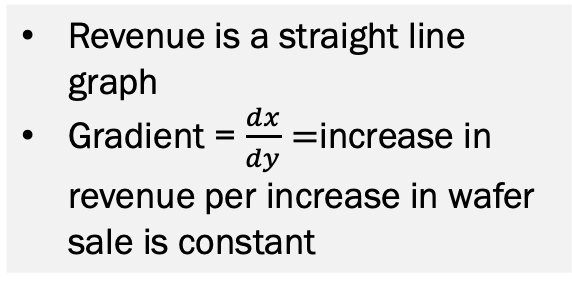 • Revenue is a straight line
graph
• Gradient = dx/dy =increase in
revenue per increase in wafer
sale is constant